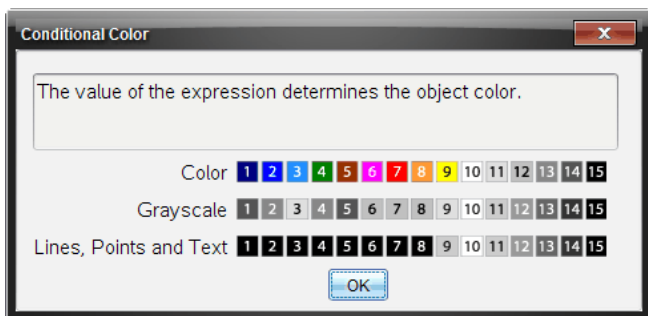 Conditional Color
X
The value of the expression determines the object color.
Color 1 2 3 4 5 6 7 8 9 10 11 12 13 14 15
Grayscale 1 2 3 4 5 6 7 8 9 10 11 12 13 14 15
Lines, Points and Text 1 2 3 4 5 6 7 8 9 10 11 12 13 14 15
OK